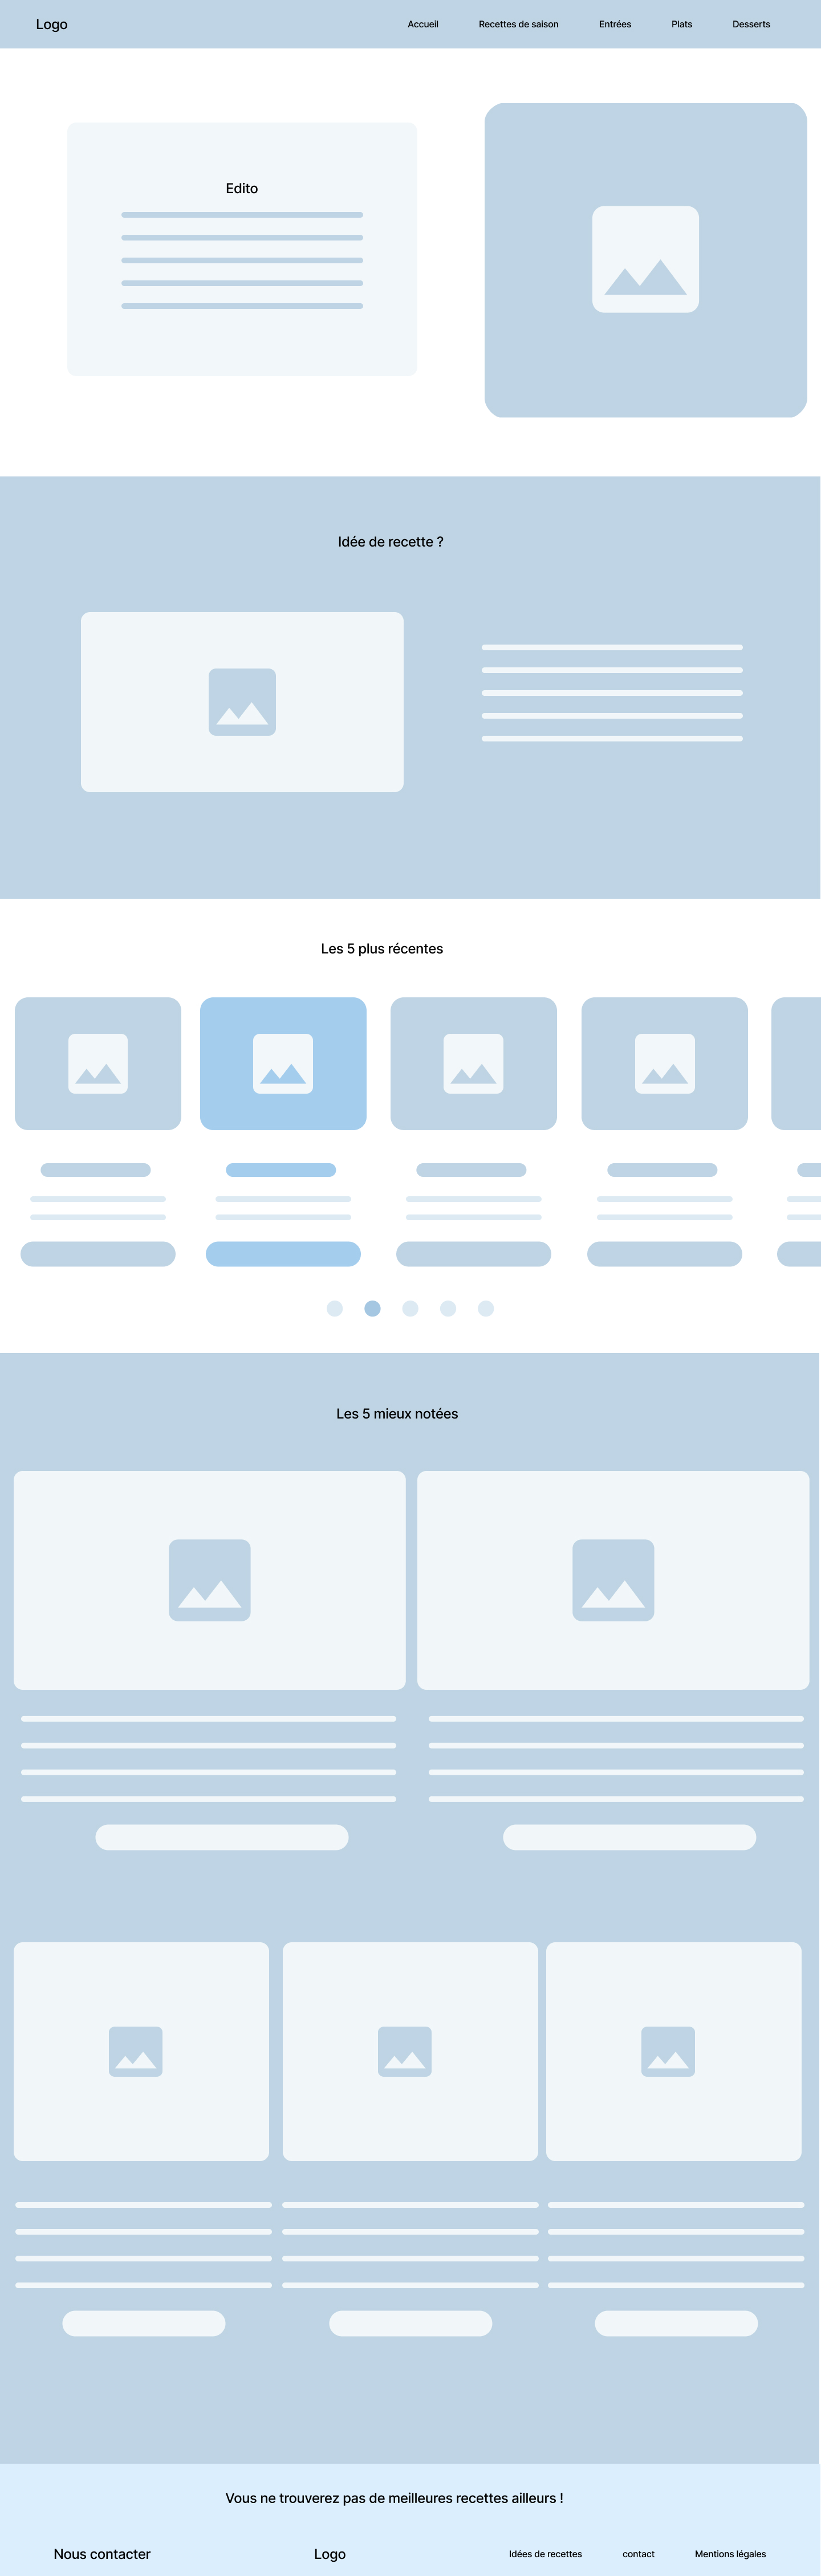 Logo
Accueil
Recettes de saison
Entrées
Plats
Desserts
Edito
Idée de recette ?
Les 5 plus récentes
Les 5 mieux notées
Vous ne trouverez pas de meilleures recettes ailleurs !
Nous contacter
Logo
Idées de recettes
contact
Mentions légales